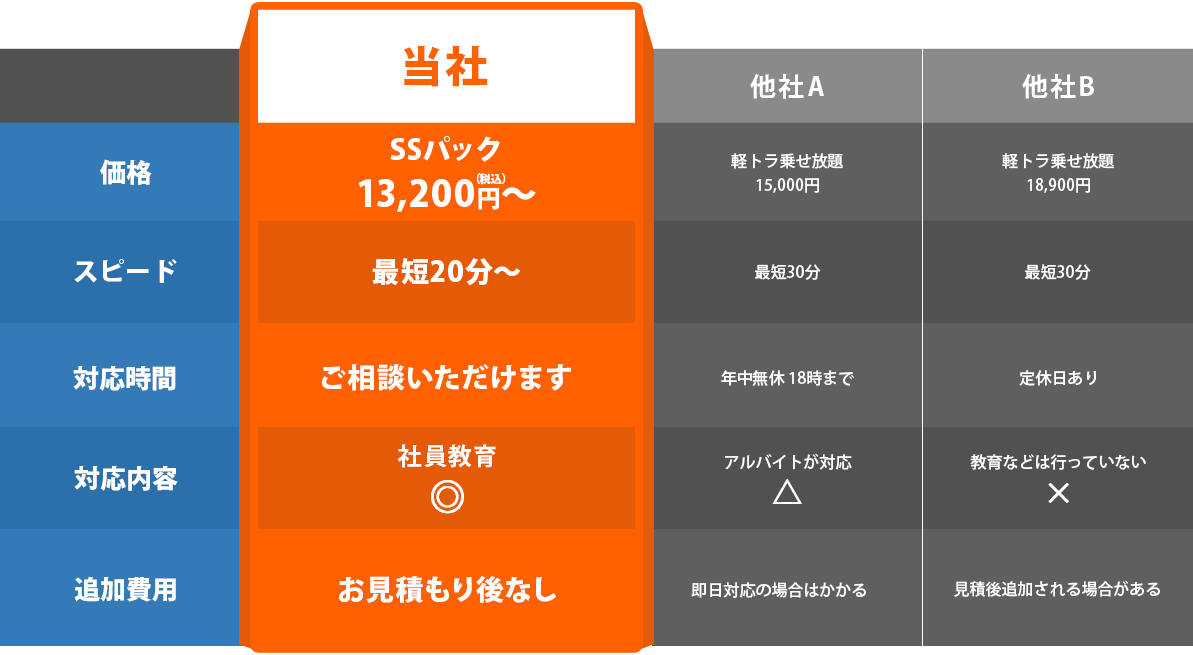 当社
他社A
他社B
価格
SSパック
13,200円(税込)〜
軽トラ乗せ放題
15,000円
軽トラ乗せ放題
18,900円
スピード
最短20分〜
最短30分
最短30分
対応時間
ご相談いただけます
年中無休 18時まで
定休日あり
対応内容
社員教育
◎
アルバイトが対応
△
教育などは行っていない
×
追加費用
お見積もり後なし
即日対応の場合はかかる
見積後追加される場合がある